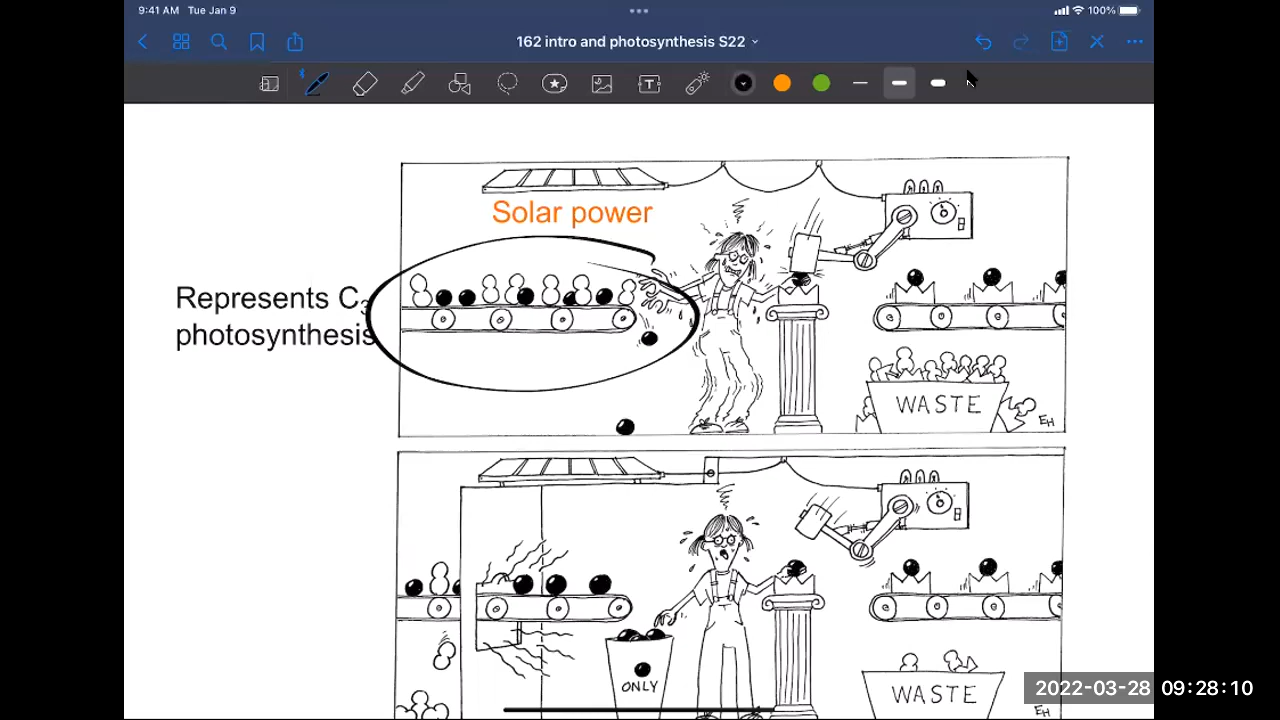 9:41 AM Tue Jan 9
100%
162 intro and photosynthesis S22
Solar power
Represents C3
photosynthesis
WASTE
EH
ONLY
WASTE
EH
2022-03-28 09:28:10